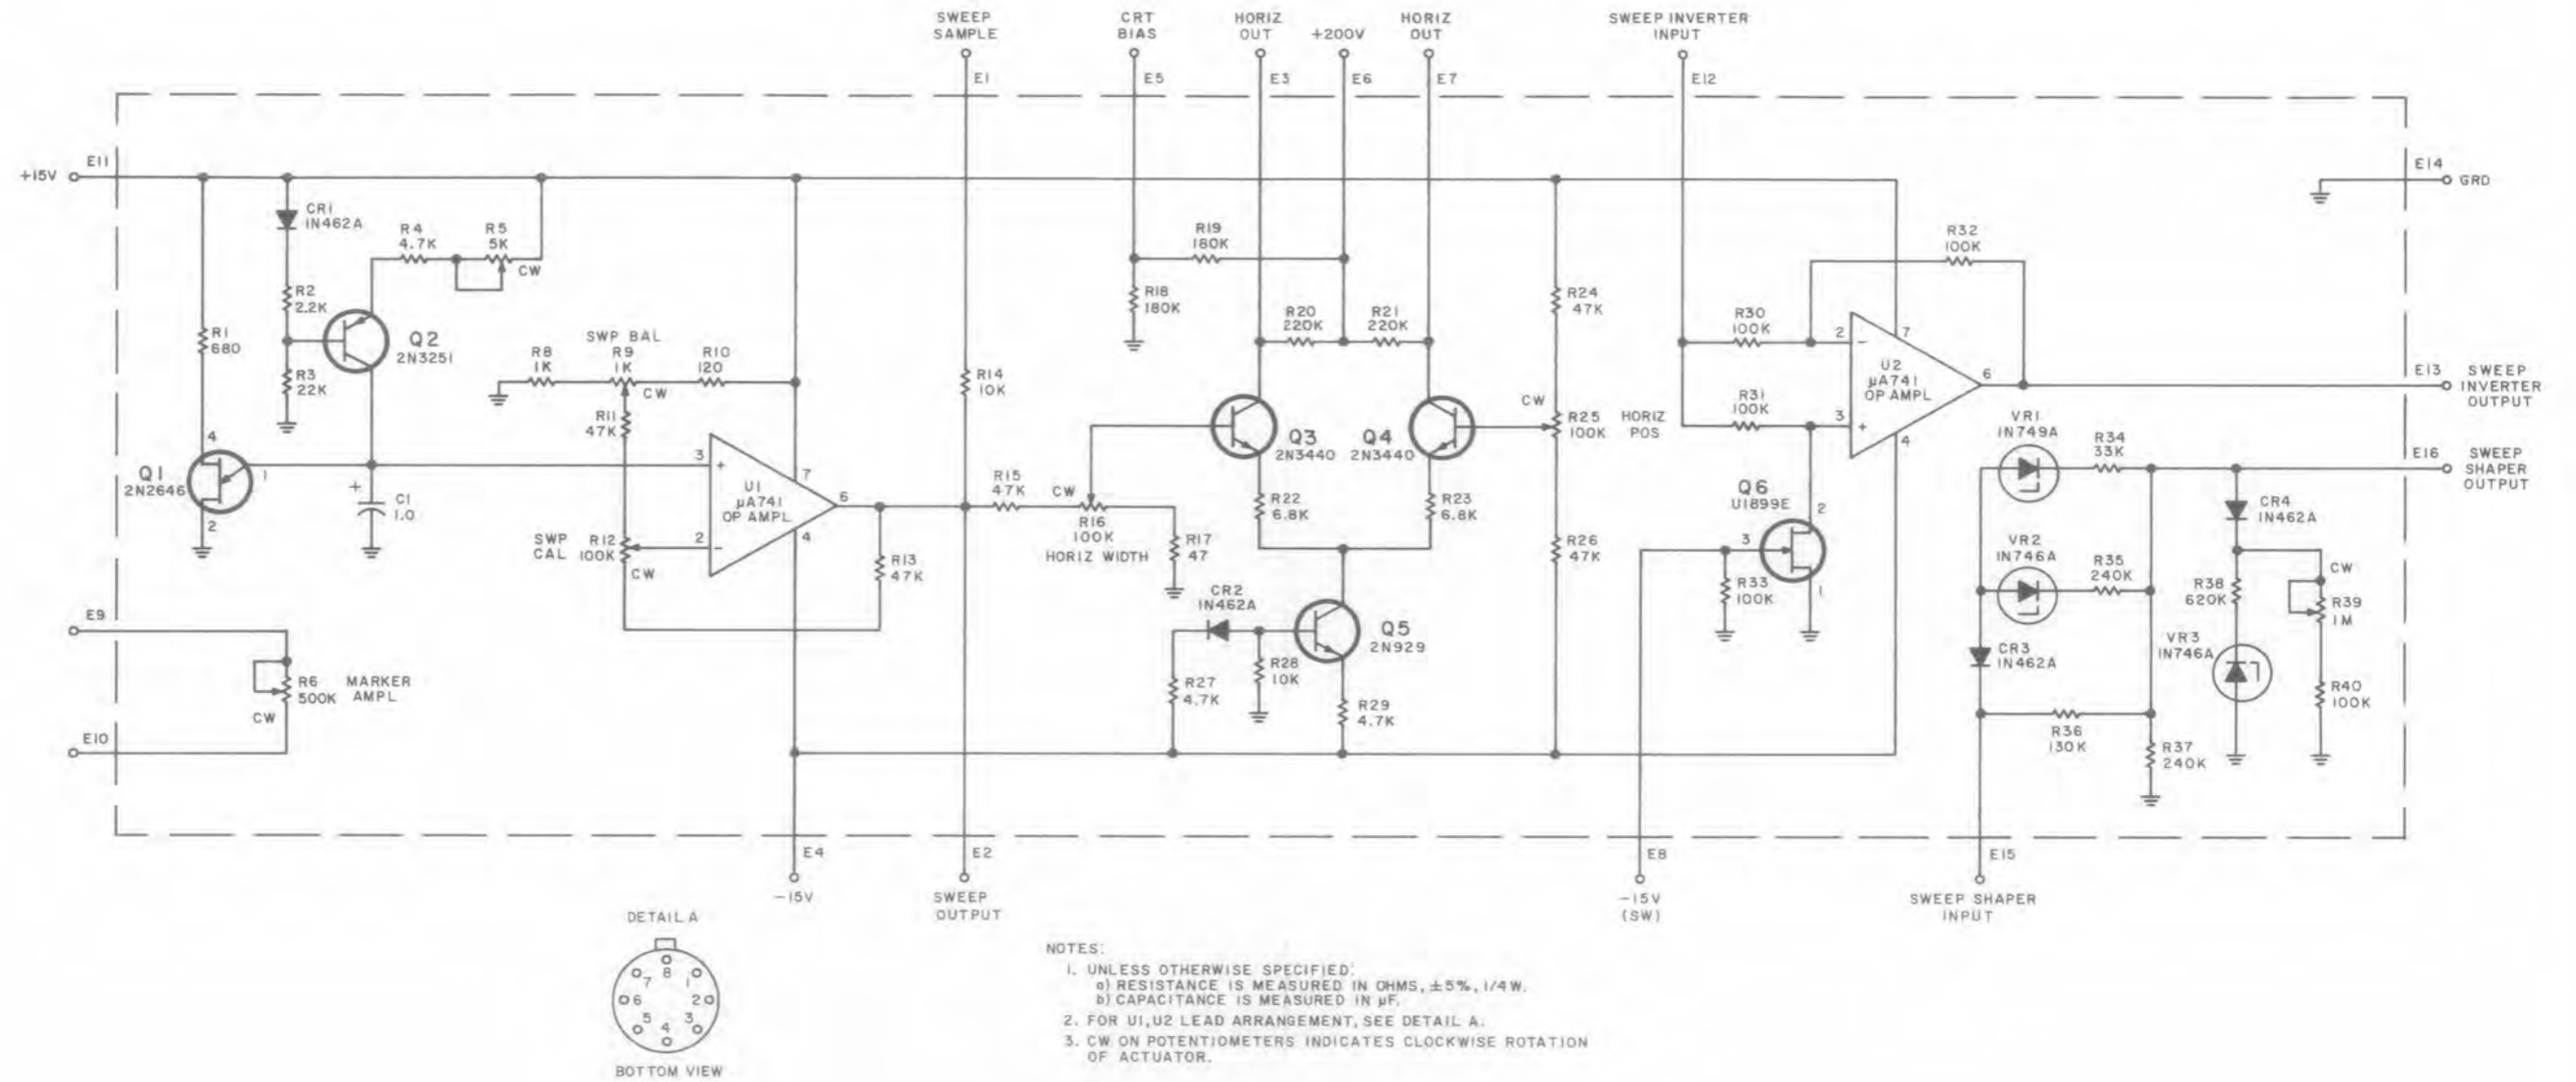 SWEEP
SAMPLE
CRT
BIAS
HORIZ
OUT
+200V
HORIZ
OUT
SWEEP INVERTER
INPUT
E1
E5
E3
E6
E7
E12
+15V
E11
E14
GRD
CR1
1N462A
R4
4.7K
R5
5K
CW
R2
2.2K
R1
680
Q2
2N3251
R3
22K
SWP BAL
R8
1K
R9
1K
R10
120
CW
R11
47K
Q1
2N2646
4
1
2
+
C1
1.0
SWP
CAL
R12
100K
CW
3
+
2
-
U1
µA741
OP AMPL
7
6
4
R13
47K
E9
R6
500K
MARKER
AMPL
CW
E10
R14
10K
R15
47K
CW
R16
100K
HORIZ WIDTH
R17
47
R19
180K
R18
180K
R20
220K
R21
220K
Q3
2N3440
Q4
2N3440
R22
6.8K
R23
6.8K
CR2
1N462A
R27
4.7K
R28
10K
Q5
2N929
R29
4.7K
R24
47K
CW
R25
100K
HORIZ
POS
R26
47K
R30
100K
R31
100K
R32
100K
2
-
3
+
U2
µA741
OP AMPL
7
6
4
Q6
U1899E
2
3
1
R33
100K
E13
SWEEP
INVERTER
OUTPUT
VR1
1N749A
R34
33K
E16
SWEEP
SHAPER
OUTPUT
VR2
1N746A
R35
240K
CR4
1N462A
CR3
1N462A
R38
620K
CW
R39
1M
VR3
1N746A
R36
130K
R37
240K
R40
100K
E4
-15V
E2
SWEEP
OUTPUT
E8
-15V
(SW)
E15
SWEEP SHAPER
INPUT
DETAIL A
7
8
1
6
2
5
4
3
BOTTOM VIEW
NOTES:
1. UNLESS OTHERWISE SPECIFIED:
a) RESISTANCE IS MEASURED IN OHMS, ±5%, 1/4 W.
b) CAPACITANCE IS MEASURED IN µF.
2. FOR U1,U2 LEAD ARRANGEMENT, SEE DETAIL A.
3. CW ON POTENTIOMETERS INDICATES CLOCKWISE ROTATION
OF ACTUATOR.